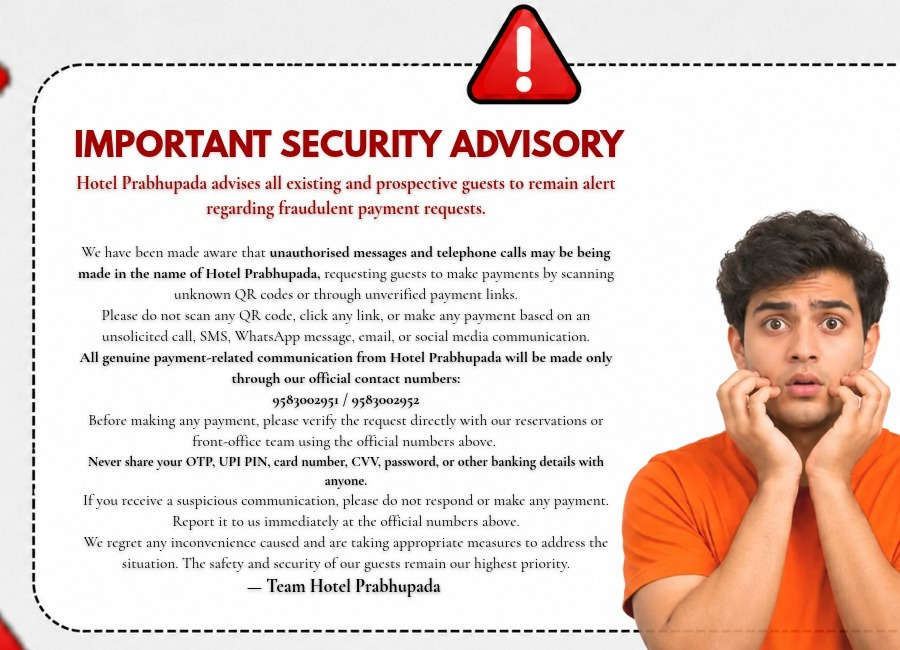 IMPORTANT SECURITY ADVISORY
Hotel Prabhupada advises all existing and prospective guests to remain alert
regarding fraudulent payment requests.
We have been made aware that unauthorised messages and telephone calls may be being
made in the name of Hotel Prabhupada, requesting guests to make payments by scanning
unknown QR codes or through unverified payment links.
Please do not scan any QR code, click any link, or make any payment based on an
unsolicited call, SMS, WhatsApp message, email, or social media communication.
All genuine payment-related communication from Hotel Prabhupada will be made only
through our official contact numbers:
9583002951 / 9583002952
Before making any payment, please verify the request directly with our reservations or
front-office team using the official numbers above.
Never share your OTP, UPI PIN, card number, CVV, password, or other banking details with
anyone.
If you receive a suspicious communication, please do not respond or make any payment.
Report it to us immediately at the official numbers above.
We regret any inconvenience caused and are taking appropriate measures to address the
situation. The safety and security of our guests remain our highest priority.
— Team Hotel Prabhupada